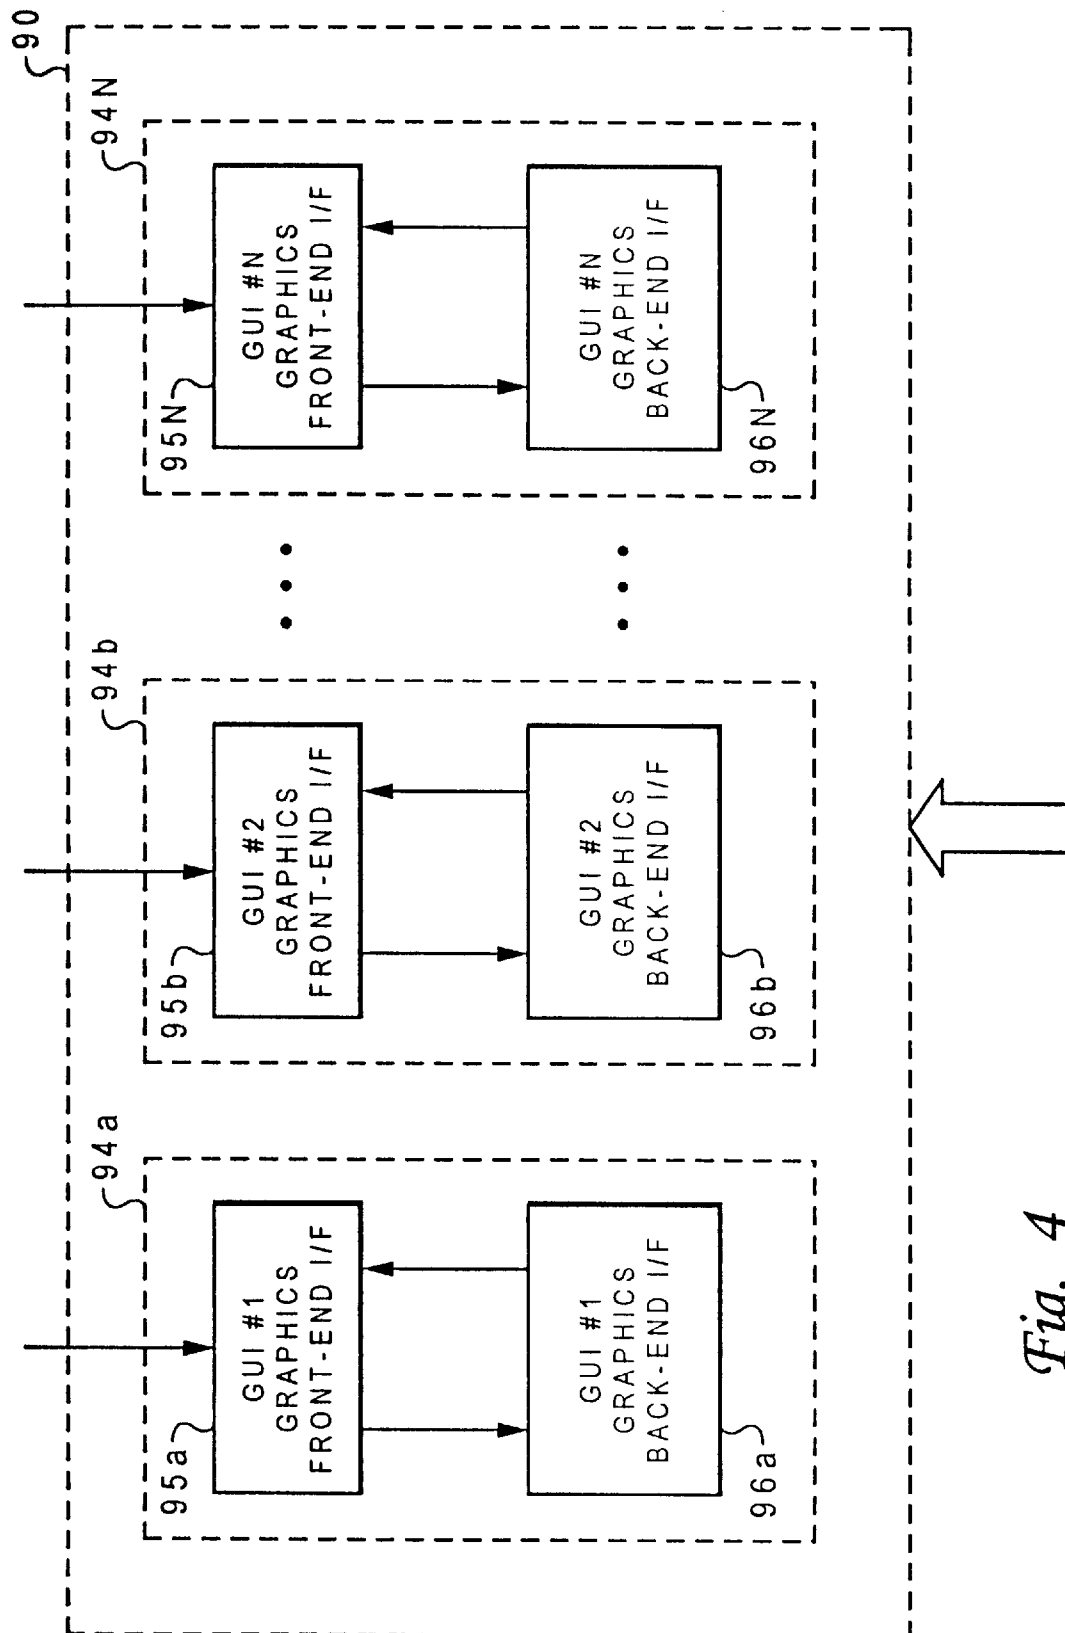 90
94a
94b
94N
95a
GUI #1
GRAPHICS
FRONT-END I/F
95b
GUI #2
GRAPHICS
FRONT-END I/F
95N
GUI #N
GRAPHICS
FRONT-END I/F
GUI #1
GRAPHICS
BACK-END I/F
96a
GUI #2
GRAPHICS
BACK-END I/F
96b
GUI #N
GRAPHICS
BACK-END I/F
96N
Fig. 4